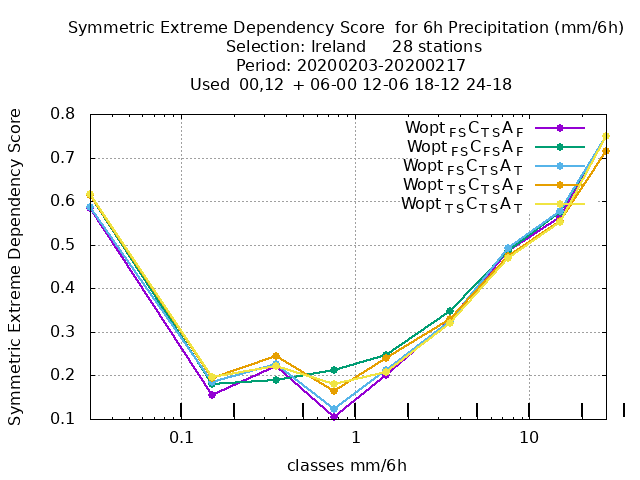 Symmetric Extreme Dependency Score  for 6h Precipitation (mm/6h)
Selection: Ireland     28 stations
Period: 20200203-20200217
Used  00,12  + 06-00 12-06 18-12 24-18
Symmetric Extreme Dependency Score
0.8
0.7
0.6
0.5
0.4
0.3
0.2
0.1
Wopt FS C TS A F
Wopt FS C FS A F
Wopt FS C TS A T
Wopt TS C TS A F
Wopt TS C TS A T
0.1 1 10
classes mm/6h